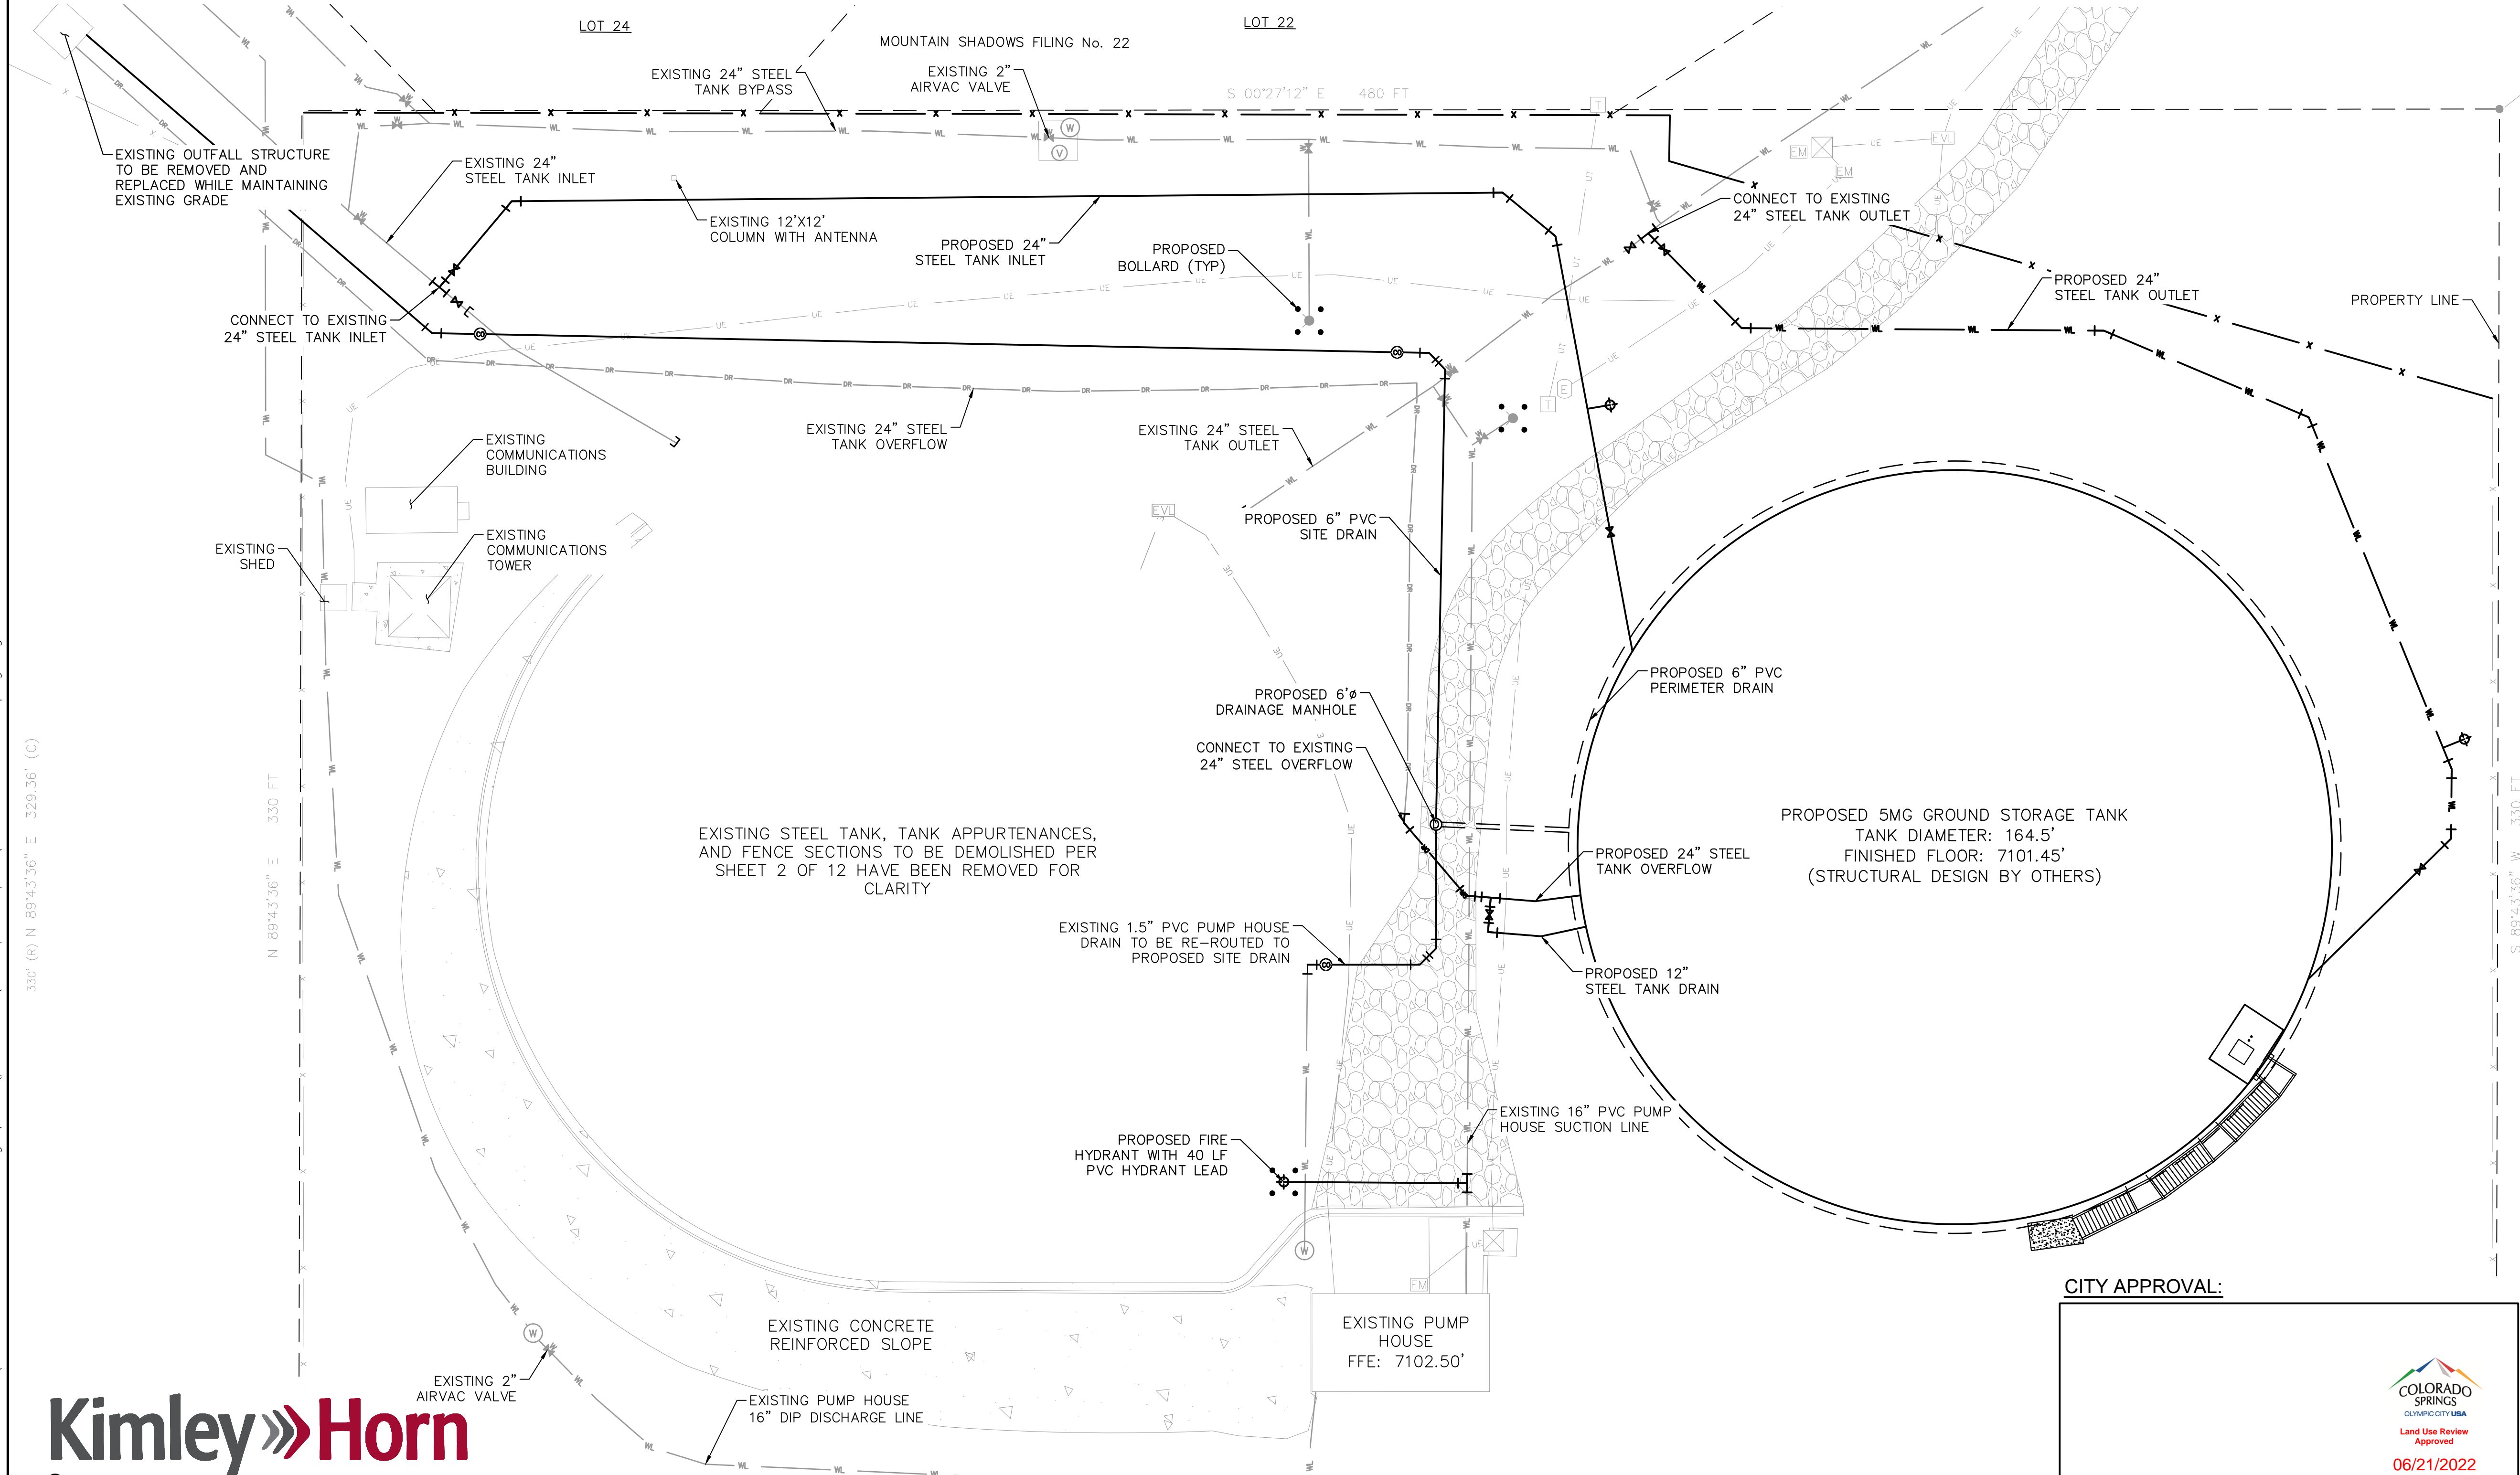 LOT 24
LOT 22
MOUNTAIN SHADOWS FILING No. 22
EXISTING 24" STEEL
TANK BYPASS
EXISTING 2"
AIRVAC VALVE
S 00°27'12" E 480 FT
EXISTING OUTFALL STRUCTURE
TO BE REMOVED AND
REPLACED WHILE MAINTAINING
EXISTING GRADE
EXISTING 24"
STEEL TANK INLET
EXISTING 12'X12'
COLUMN WITH ANTENNA
PROPOSED 24"
STEEL TANK INLET
PROPOSED
BOLLARD (TYP)
CONNECT TO EXISTING
24" STEEL TANK OUTLET
PROPOSED 24"
STEEL TANK OUTLET
PROPERTY LINE
CONNECT TO EXISTING
24" STEEL TANK INLET
EXISTING 24" STEEL
TANK OVERFLOW
EXISTING 24" STEEL
TANK OUTLET
EXISTING
COMMUNICATIONS
BUILDING
EXISTING
SHED
EXISTING
COMMUNICATIONS
TOWER
PROPOSED 6" PVC
SITE DRAIN
PROPOSED 6'ø
DRAINAGE MANHOLE
PROPOSED 6" PVC
PERIMETER DRAIN
CONNECT TO EXISTING
24" STEEL OVERFLOW
330' (R) N 89°43'36" E 329.36' (C)
N 89°43'36" E 330 FT
S 89°43'36" W 330 FT
EXISTING STEEL TANK, TANK APPURTENANCES,
AND FENCE SECTIONS TO BE DEMOLISHED PER
SHEET 2 OF 12 HAVE BEEN REMOVED FOR
CLARITY
PROPOSED 5MG GROUND STORAGE TANK
TANK DIAMETER: 164.5'
FINISHED FLOOR: 7101.45'
(STRUCTURAL DESIGN BY OTHERS)
PROPOSED 24" STEEL
TANK OVERFLOW
EXISTING 1.5" PVC PUMP HOUSE
DRAIN TO BE RE-ROUTED TO
PROPOSED SITE DRAIN
PROPOSED 12"
STEEL TANK DRAIN
EXISTING 16" PVC PUMP
HOUSE SUCTION LINE
PROPOSED FIRE
HYDRANT WITH 40 LF
PVC HYDRANT LEAD
EXISTING CONCRETE
REINFORCED SLOPE
EXISTING PUMP
HOUSE
FFE: 7102.50'
EXISTING 2"
AIRVAC VALVE
EXISTING PUMP HOUSE
16" DIP DISCHARGE LINE
Kimley Horn
CITY APPROVAL:
COLORADO
SPRINGS
OLYMPIC CITY USA
Land Use Review
Approved
06/21/2022